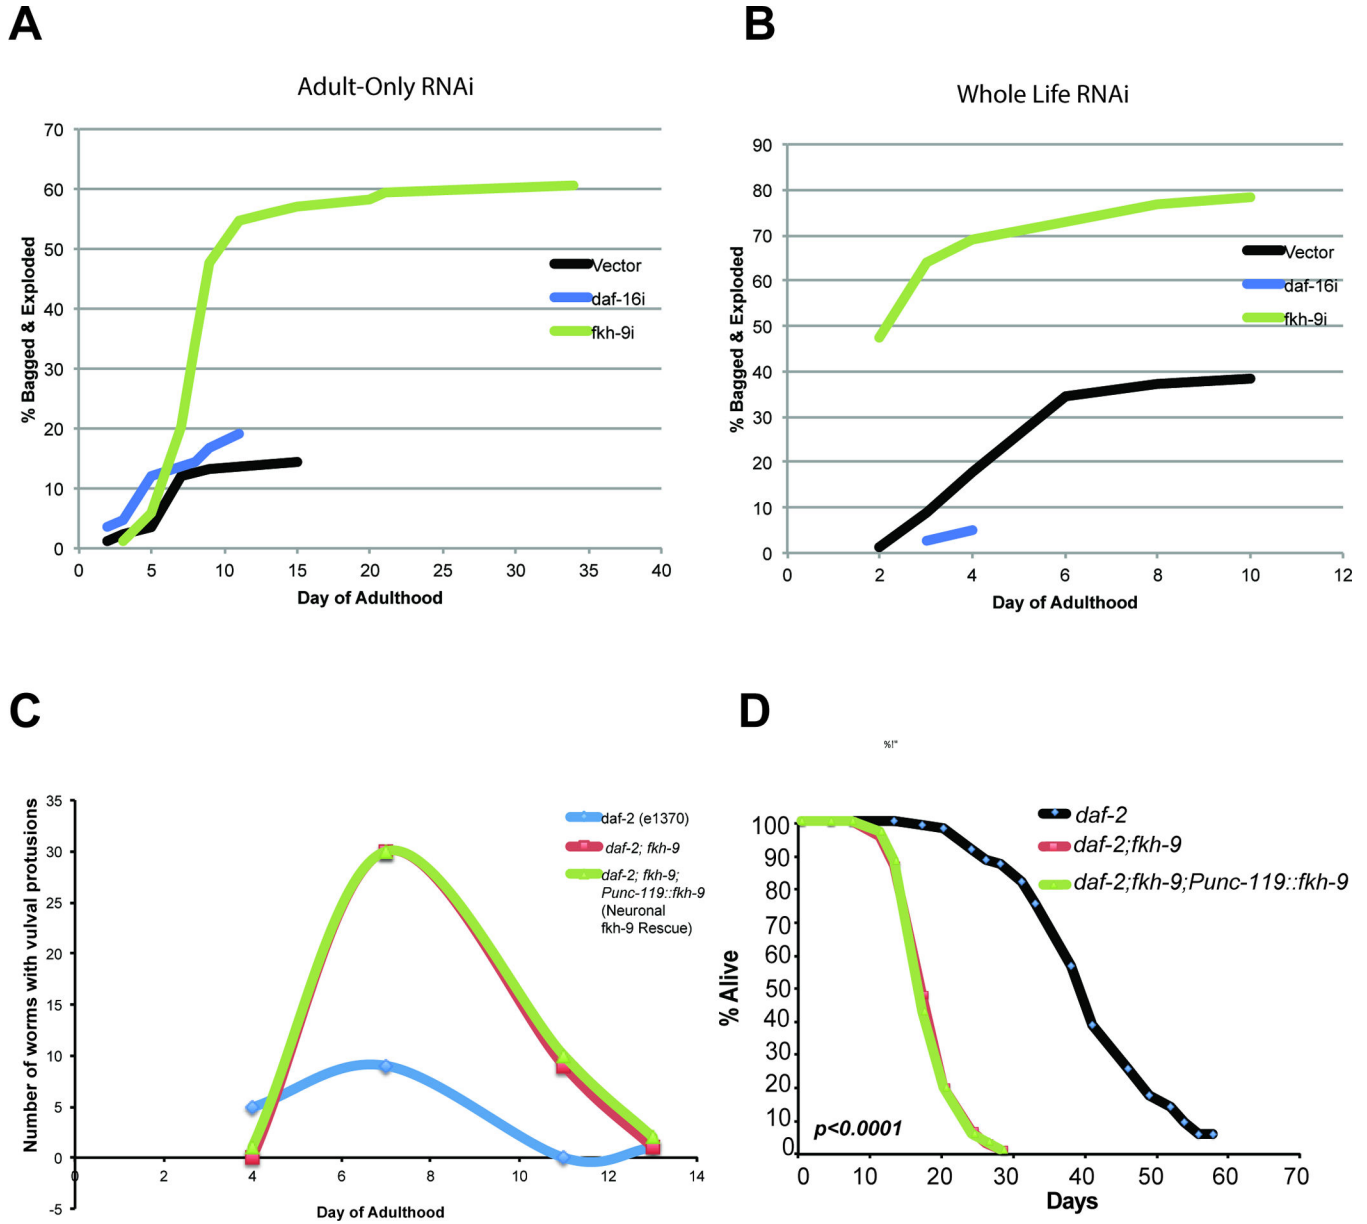 A
Adult-Only RNAi
% Bagged & Exploded
70
60
50
40
30
20
10
0
0 5 10 15 20 25 30 35 40
Day of Adulthood
Vector
daf-16i
fkh-9i
B
Whole Life RNAi
% Bagged & Exploded
90
80
70
60
50
40
30
20
10
0
0 2 4 6 8 10 12
Day of Adulthood
Vector
daf-16i
fkh-9i
C
Number of worms with vulval protusions
35
30
25
20
15
10
5
0
-5
0 2 4 6 8 10 12 14
Day of Adulthood
daf-2 (e1370)
daf-2; fkh-9
daf-2; fkh-9;
Punc-119::fkh-9
(Neuronal
fkh-9 Rescue)
D
%!"
% Alive
100
90
80
70
60
50
40
30
20
10
0
0 10 20 30 40 50 60 70
Days
daf-2
daf-2;fkh-9
daf-2;fkh-9;Punc-119::fkh-9
p<0.0001